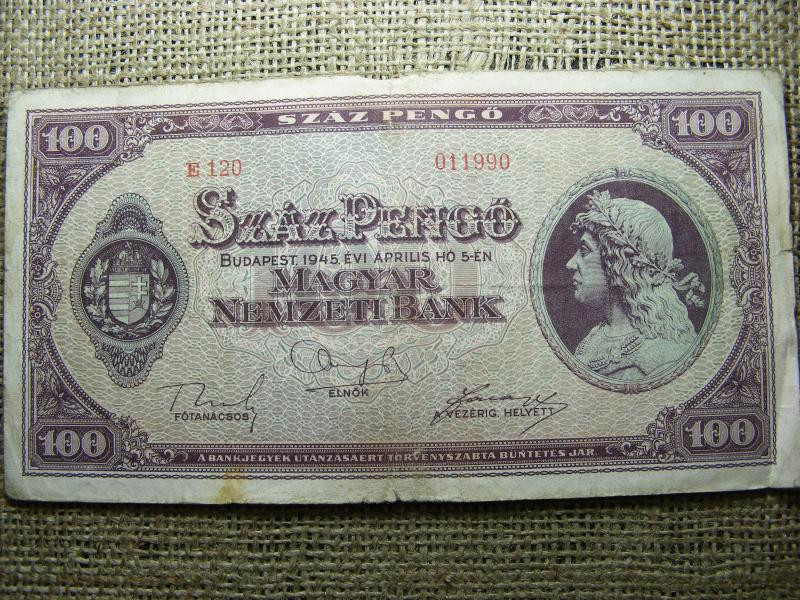 100 SZÁZ PENGŐ 100
E 120 011990
SZÁZ PENGŐ
BUDAPEST, 1945. ÉVI ÁPRILIS HÓ 5-ÉN
MAGYAR
NEMZETI BANK
ELNÖK
FŐTANÁCSOS A VEZÉRIG. HELYETT
100 100
A BANKJEGYEK UTÁNZÁSÁÉRT TÖRVÉNYSZABTA BÜNTETÉS JÁR.